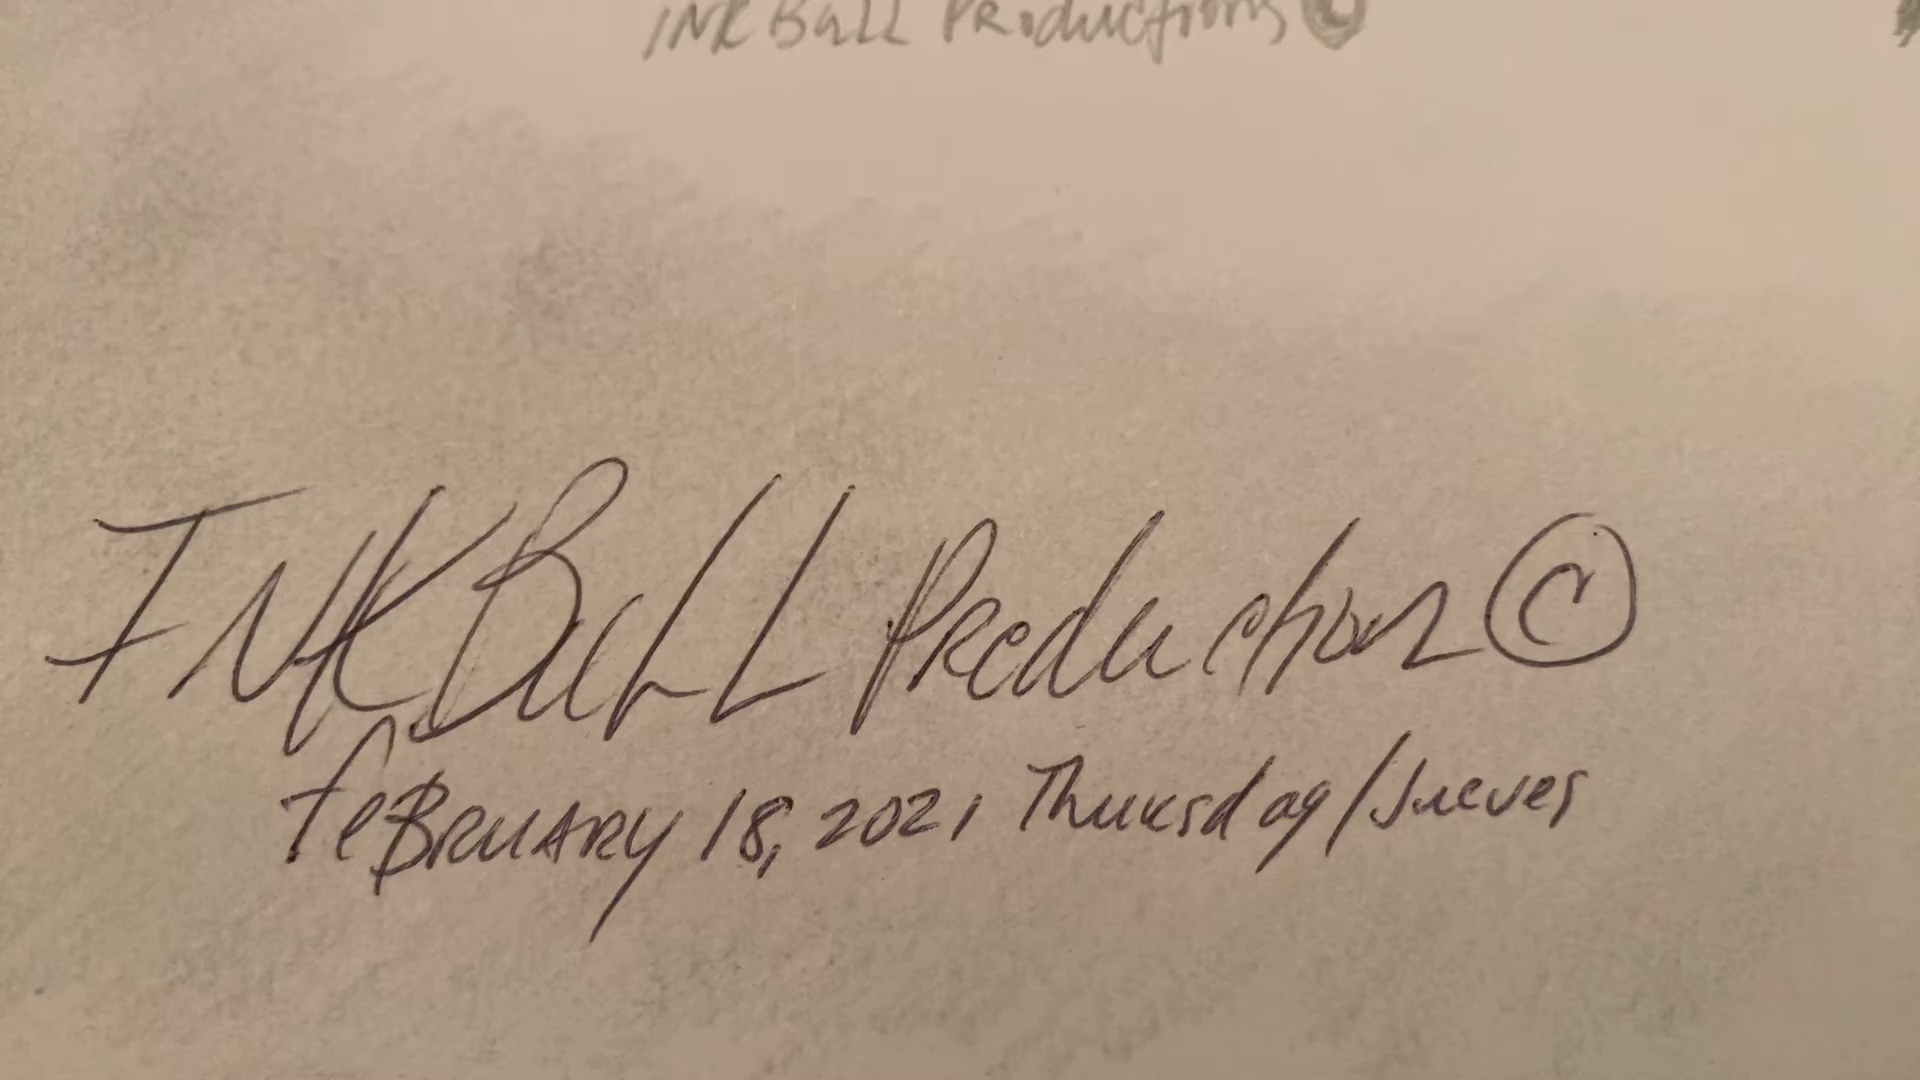 INK Ball Productions ©
INK Ball Production ©
February 18, 2021 Thursday/Jueves